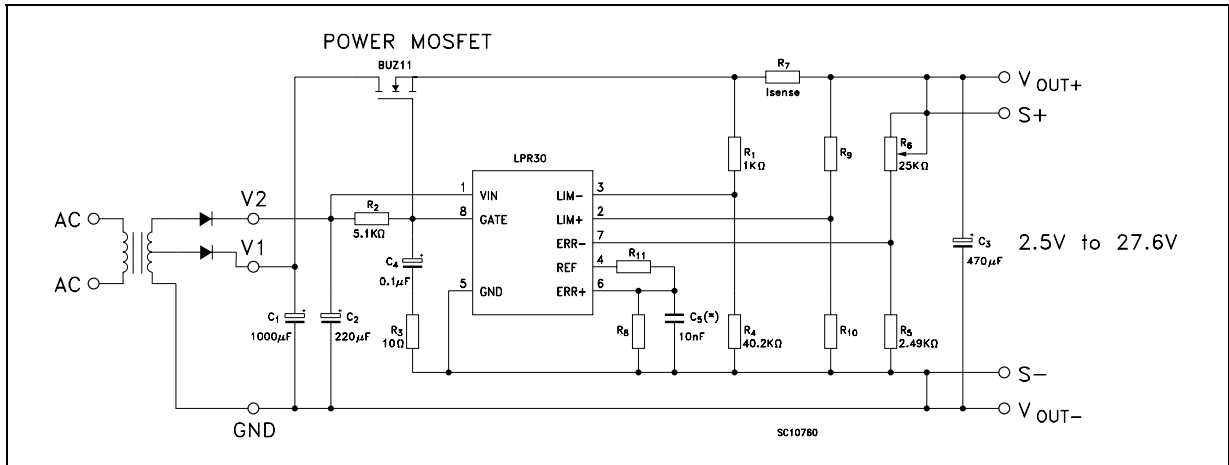 POWER MOSFET
BUZ11
R7
Isense
VOUT+
S+
R1
1KΩ
R9
R6
25KΩ
LPR30
1
VIN
LIM-
3
V2
R2
5.1KΩ
8
GATE
LIM+
2
AC
V1
ERR-
7
C3
470μF
2.5V to 27.6V
C4
0.1μF
REF
4
R11
AC
5
GND
ERR+
6
C1
1000μF
C2
220μF
R3
10Ω
R8
C5(*)
10nF
R4
40.2KΩ
R10
R5
2.49KΩ
S-
VOUT-
GND
SC10760